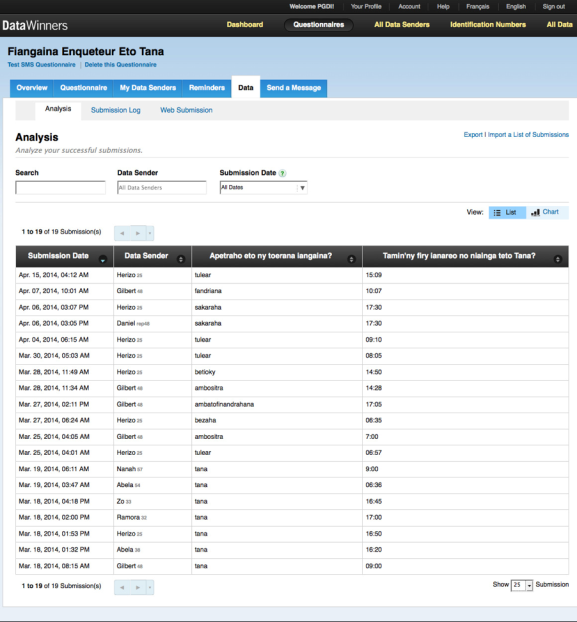 Welcome PGDI! Your Profile Account Help Français English Sign out
DataWinners Dashboard Questionnaires All Data Senders Identification Numbers All Data
Fiangaina Enqueteur Eto Tana
Test SMS Questionnaire | Delete this Questionnaire
Overview Questionnaire My Data Senders Reminders Data Send a Message
Analysis Submission Log Web Submission
Analysis Export I Import a List of Submissions
Analyze your successful submissions.
Search Data Sender Submission Date ?
All Data Senders All Dates
View: List Chart
1 to 19 of 19 Submission(s)
Submission Date Data Sender Apetraho eto ny toerana iangaina? Tamin'ny firy ianareo no niainga teto Tana?
Apr. 15, 2014, 04:12 AM Herizo 25 tulear 15:09
Apr. 07, 2014, 10:01 AM Gilbert 48 fandriana 10:07
Apr. 06, 2014, 03:07 PM Herizo 25 sakaraha 17:30
Apr. 06, 2014, 03:05 PM Daniel sakaraha 17:30
Apr. 04, 2014, 06:15 AM Herizo 25 tulear 09:10
Mar. 30, 2014, 05:03 AM Herizo 25 tulear 08:05
Mar. 28, 2014, 11:49 AM Herizo 25 betioky 14:50
Mar. 28, 2014, 11:34 AM Gilbert 48 ambositra 14:28
Mar. 27, 2014, 02:11 PM Gilbert 48 ambatofinandrahana 17:05
Mar. 27, 2014, 06:24 AM Herizo 25 bezaha 06:35
Mar. 25, 2014, 04:05 AM Gilbert 48 ambositra 7:00
Mar. 25, 2014, 04:01 AM Herizo 25 tulear 06:57
Mar. 19, 2014, 06:11 AM Nanah 57 tana 9:00
Mar. 19, 2014, 03:47 AM Abela 54 tana 06:36
Mar. 18, 2014, 04:18 PM Zo 33 tana 16:45
Mar. 18, 2014, 02:00 PM Ramora 32 tana 17:00
Mar. 18, 2014, 01:53 PM Herizo 25 tana 16:50
Mar. 18, 2014, 01:32 PM Abela 36 tana 16:20
Mar. 18, 2014, 08:15 AM Gilbert 48 tana 09:00
1 to 19 of 19 Submission(s) Show 25 Submission